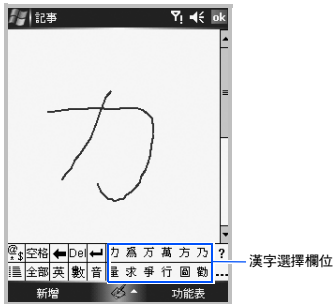 記事 ok
力
@.$ 空格 Del 力 爲 万 萬 方 乃 ?
全部 英 數 音 量 求 爭 行 圖 勸 ...
漢字選擇欄位
新增 功能表